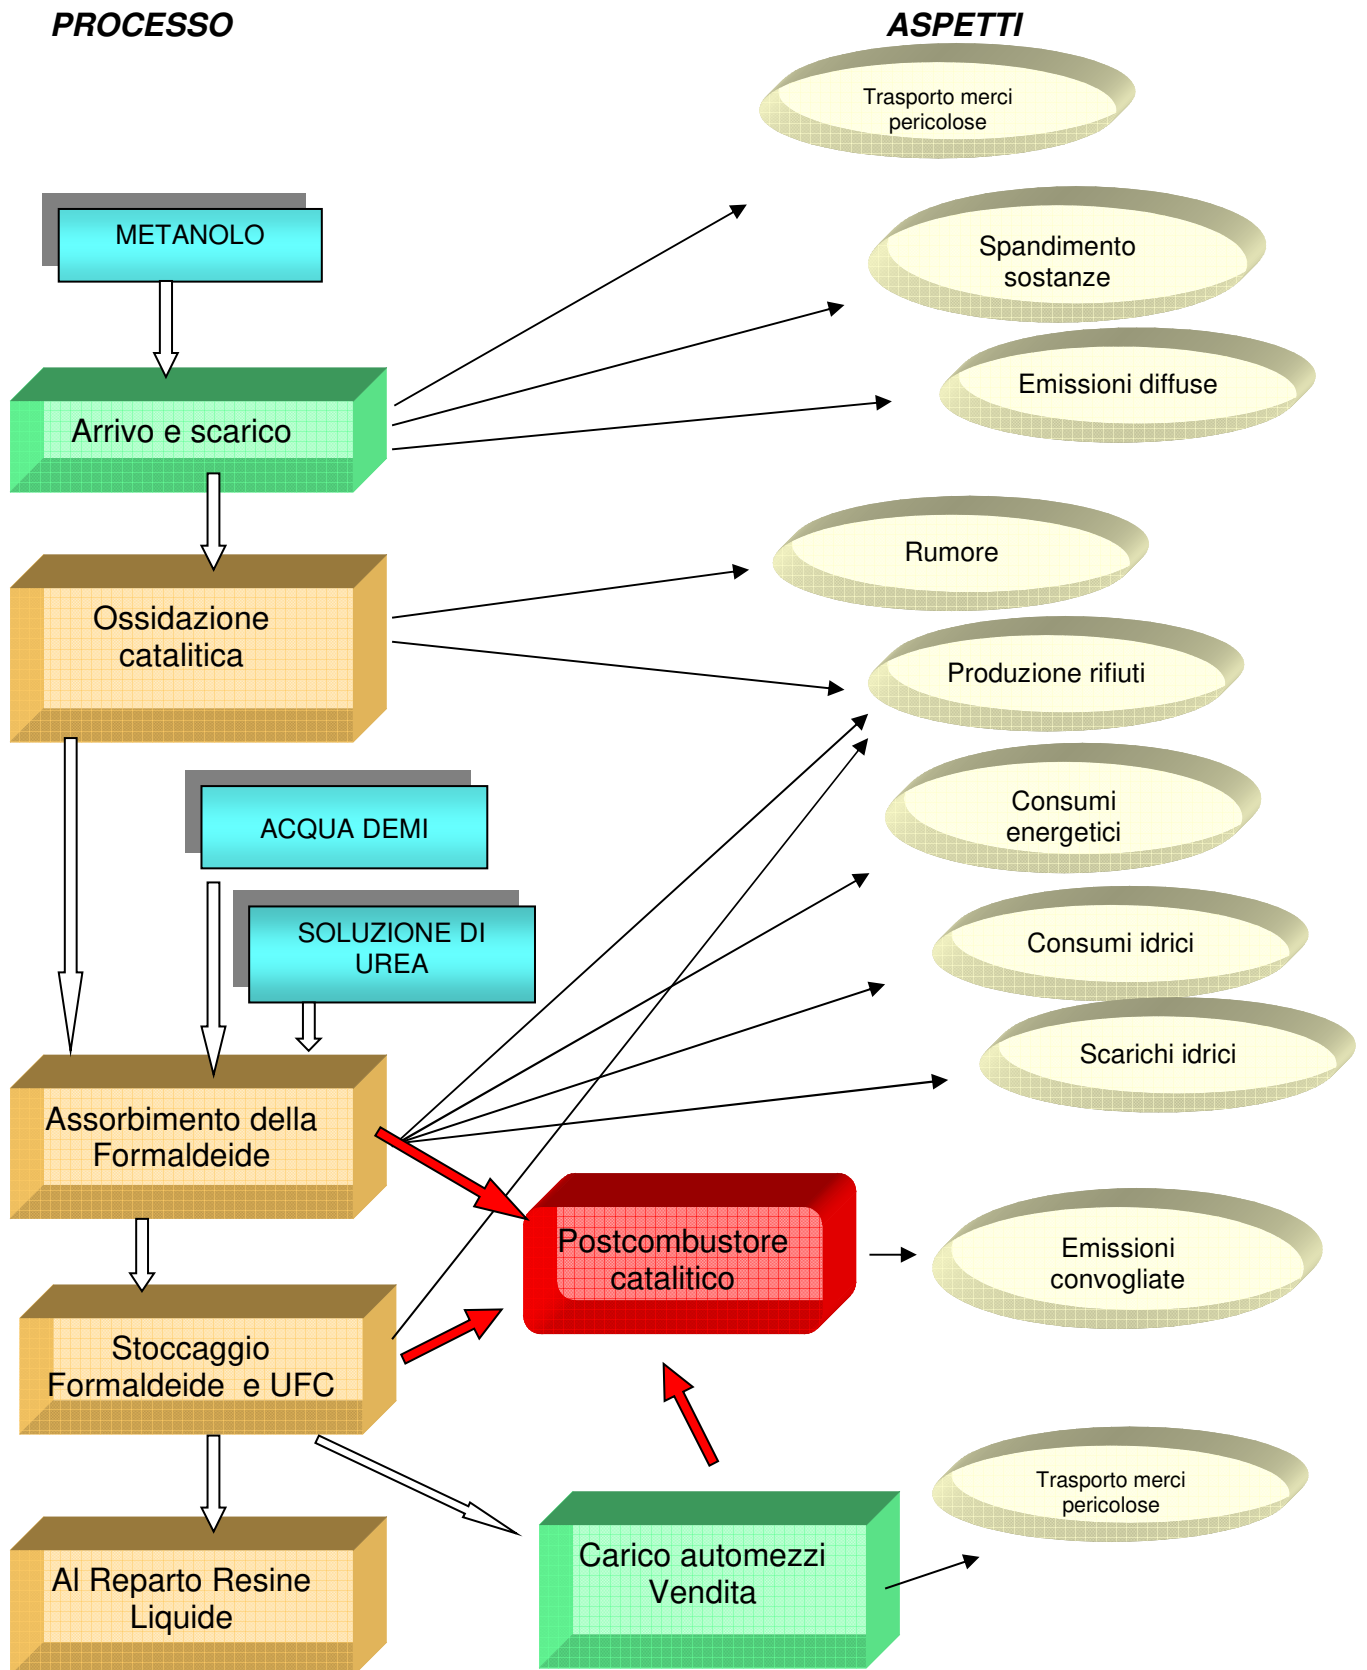 PROCESSO
ASPETTI
Trasporto merci
pericolose
METANOLO
Spandimento
sostanze
Emissioni diffuse
Arrivo e scarico
Rumore
Ossidazione
catalitica
Produzione rifiuti
Consumi
energetici
ACQUA DEMI
SOLUZIONE DI
UREA
Consumi idrici
Scarichi idrici
Assorbimento della
Formaldeide
Postcombustore
catalitico
Emissioni
convogliate
Stoccaggio
Formaldeide e UFC
Trasporto merci
pericolose
Carico automezzi
Vendita
Al Reparto Resine
Liquide